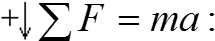 +↓ ∑ F = ma :